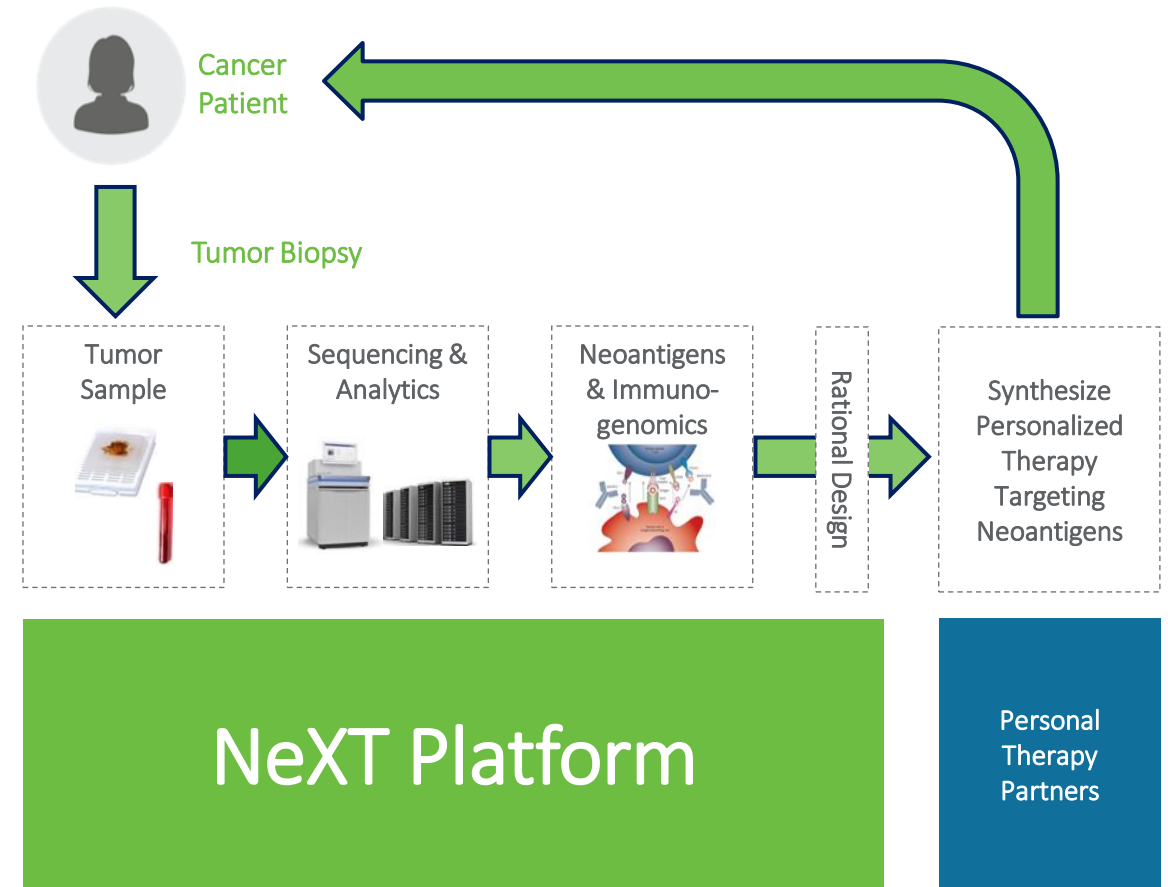 Cancer
Patient
Tumor Biopsy
Tumor
Sample
Sequencing &
Analytics
Neoantigens
& Immuno-
genomics
Rational Design
Synthesize
Personalized
Therapy
Targeting
Neoantigens
NeXT Platform
Personal
Therapy
Partners